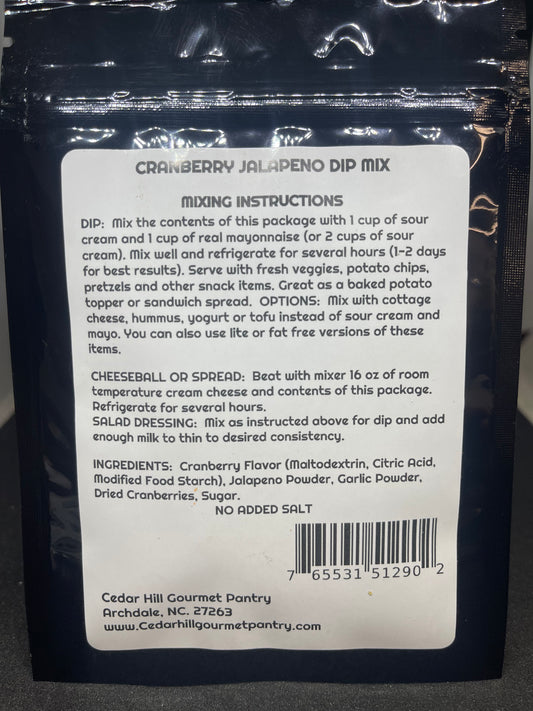 CRANBERRY JALAPENO DIP MIX
MIXING INSTRUCTIONS
DIP: Mix the contents of this package with 1 cup of sour
cream and 1 cup of real mayonnaise (or 2 cups of sour
cream). Mix well and refrigerate for several hours (1-2 days
for best results). Serve with fresh veggies, potato chips,
pretzels and other snack items. Great as a baked potato
topper or sandwich spread. OPTIONS: Mix with cottage
cheese, hummus, yogurt or tofu instead of sour cream and
mayo. You can also use lite or fat free versions of these
items.
CHEESEBALL OR SPREAD: Beat with mixer 16 oz of room
temperature cream cheese and contents of this package.
Refrigerate for several hours.
SALAD DRESSING: Mix as instructed above for dip and add
enough milk to thin to desired consistency.
INGREDIENTS: Cranberry Flavor (Maltodextrin, Citric Acid,
Modified Food Starch), Jalapeno Powder, Garlic Powder,
Dried Cranberries, Sugar.
NO ADDED SALT
7 65531 51290 2
Cedar Hill Gourmet Pantry
Archdale, NC. 27263
www.Cedarhillgourmetpantry.com